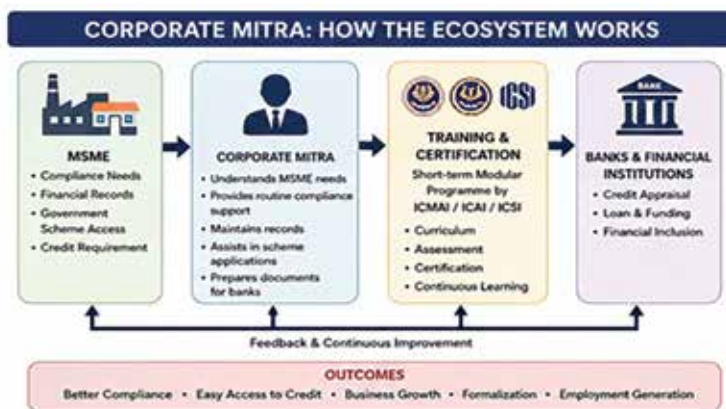 CORPORATE MITRA: HOW THE ECOSYSTEM WORKS
MSME
• Compliance Needs
• Financial Records
• Government
Scheme Access
• Credit Requirement
CORPORATE MITRA
• Understands MSME needs
• Provides routine compliance
support
• Maintains records
• Assists in scheme
applications
• Prepares documents
for banks
ICSI
TRAINING &
CERTIFICATION
Short-term Modular
Programme by
ICMAI / ICAI / ICSI
• Curriculum
• Assessment
• Certification
• Continuous Learning
BANK
BANKS & FINANCIAL
INSTITUTIONS
• Credit Appraisal
• Loan & Funding
• Financial Inclusion
Feedback & Continuous Improvement
OUTCOMES
Better Compliance • Easy Access to Credit • Business Growth • Formalization • Employment Generation